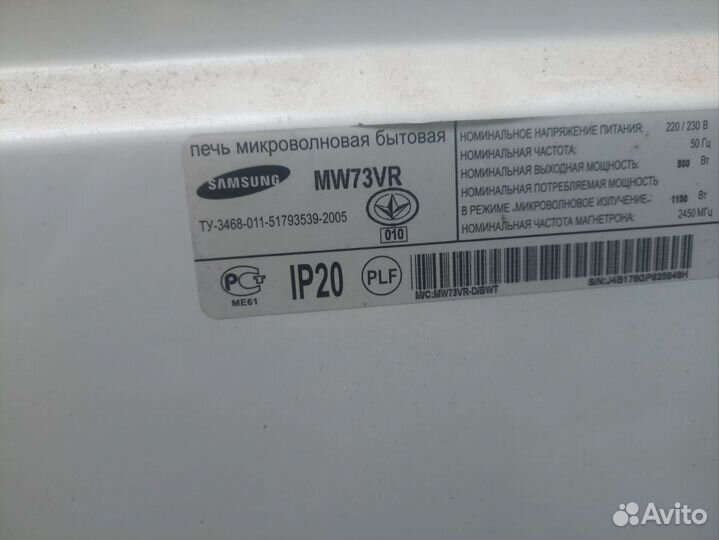 печь микроволновая бытовая
SAMSUNG
MW73VR
ТУ-3468-011-51793539-2005
010
НОМИНАЛЬНОЕ НАПРЯЖЕНИЕ ПИТАНИЯ: 220 / 230 В
НОМИНАЛЬНАЯ ЧАСТОТА: 50 Гц
НОМИНАЛЬНАЯ ВЫХОДНАЯ МОЩНОСТЬ: 800 Вт
НОМИНАЛЬНАЯ ПОТРЕБЛЯЕМАЯ МОЩНОСТЬ
В РЕЖИМЕ „МИКРОВОЛНОВОЕ ИЗЛУЧЕНИЕ„: 1150 Вт
НОМИНАЛЬНАЯ ЧАСТОТА МАГНЕТРОНА: 2450 МГц
РСТ
ME61
IP20
PLF
M/C:MW73VR-D/BWT
Avito